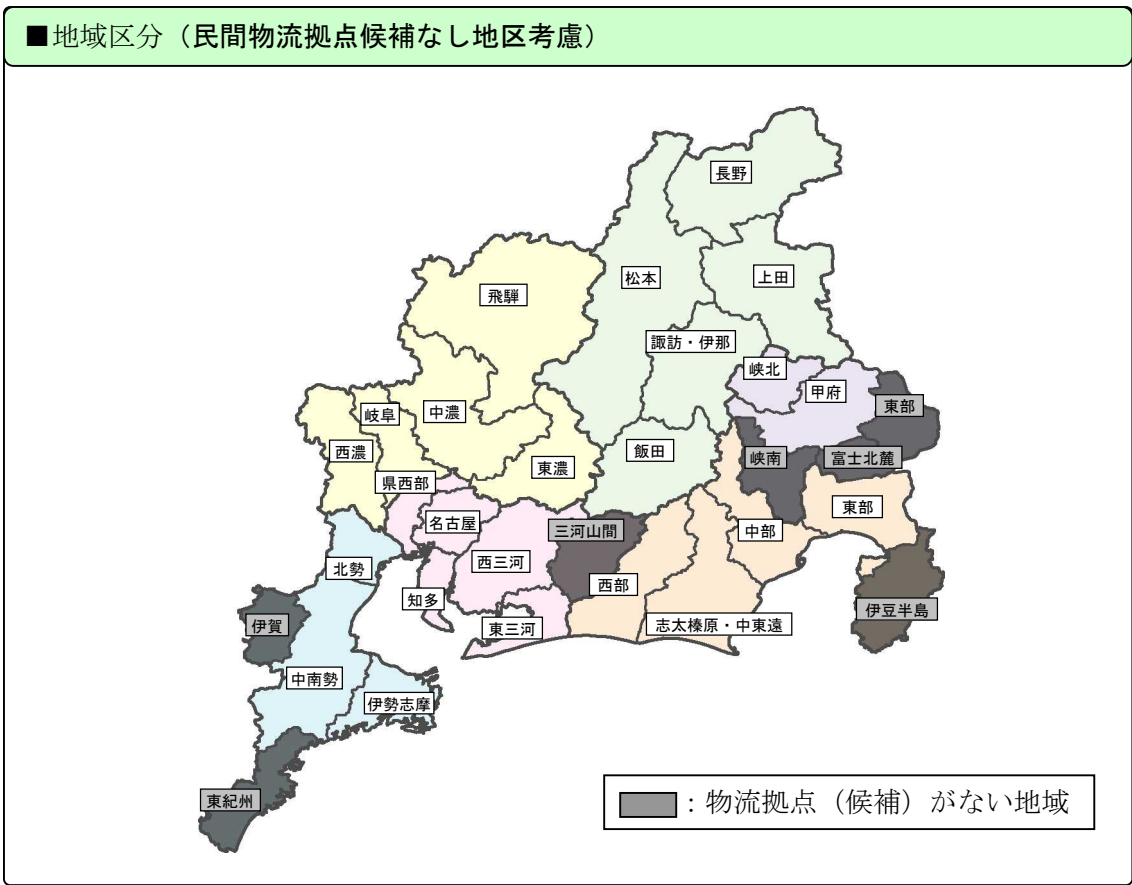 ■地域区分（民間物流拠点候補なし地区考慮）
長野
松本
上田
飛騨
諏訪・伊那
峡北
甲府
東部
中濃
岐阜
西濃
東濃
飯田
峡南
富士北麓
県西部
東部
名古屋
三河山間
中部
西三河
北勢
西部
知多
伊豆半島
東三河
志太榛原・中東遠
伊賀
中南勢
伊勢志摩
東紀州
：物流拠点（候補）がない地域